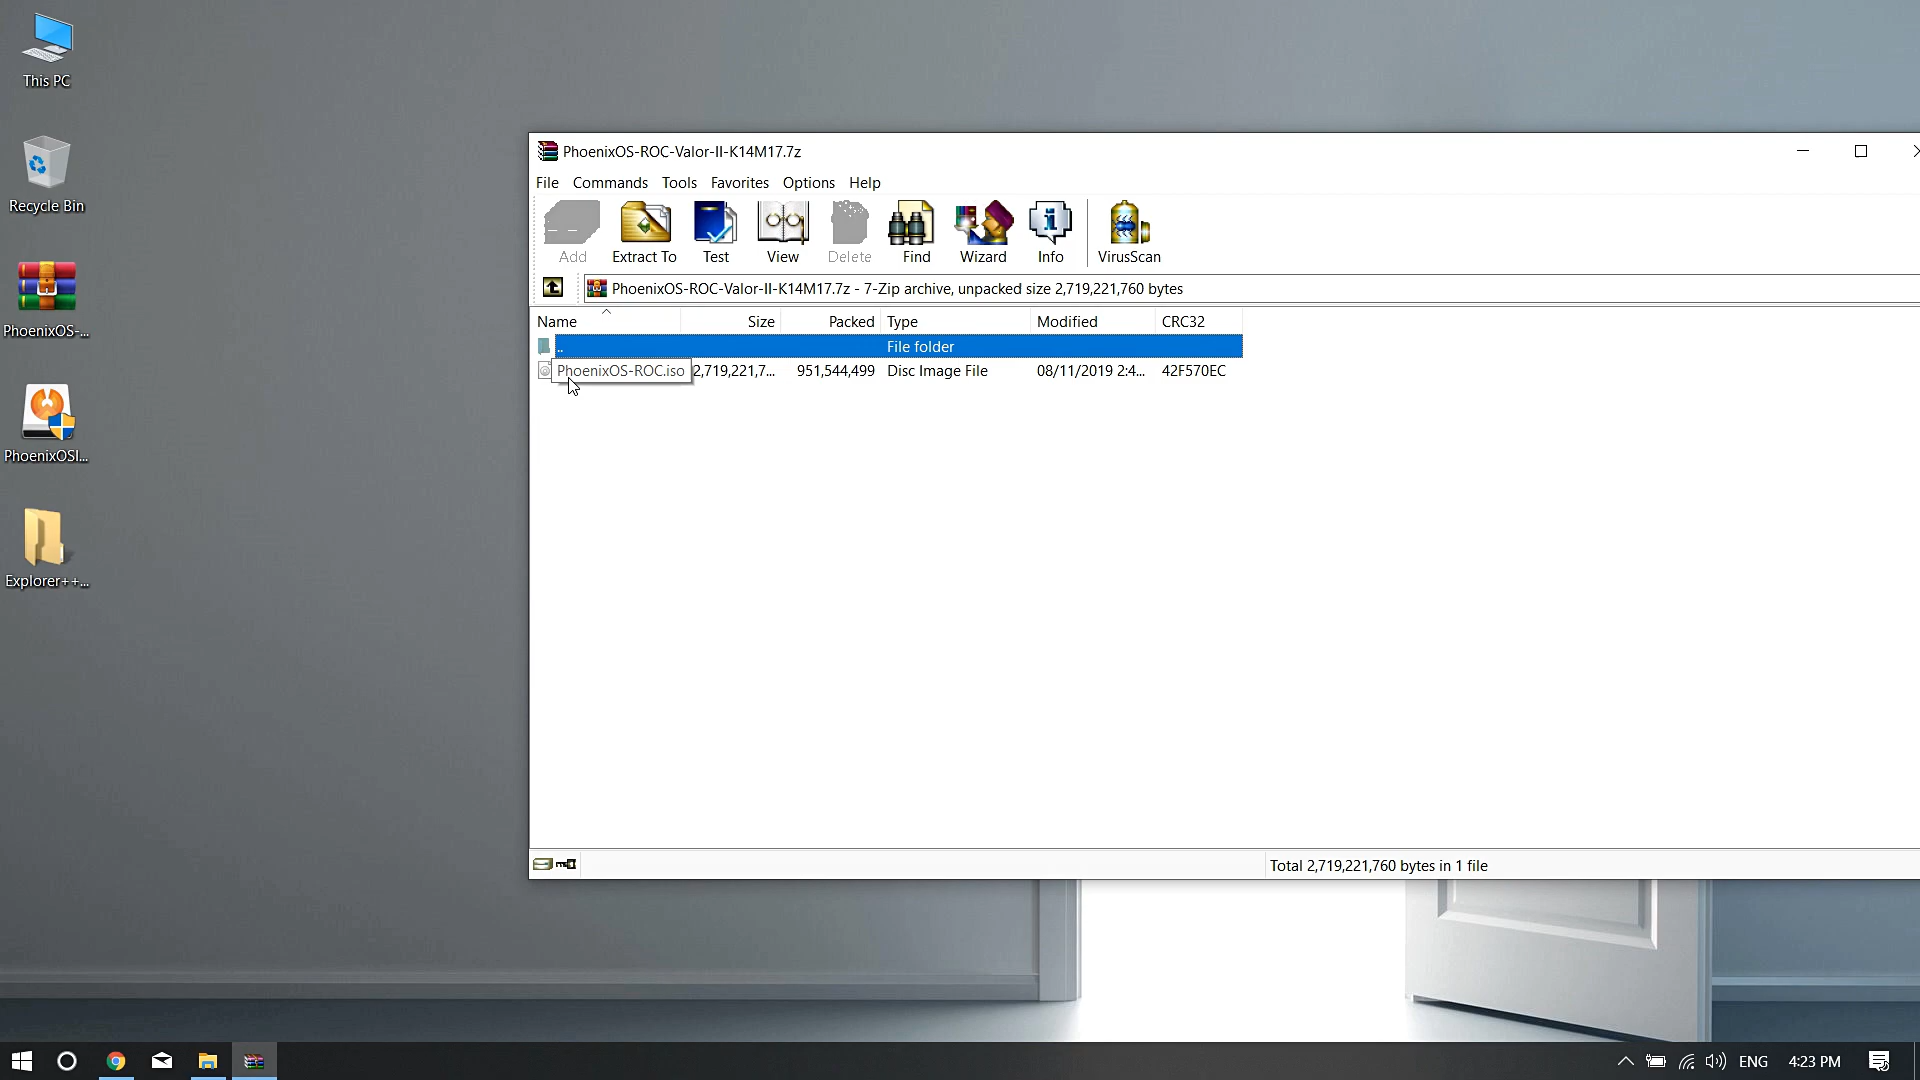 This PC
Recycle Bin
PhoenixOS-...
PhoenixOSI...
Explorer++...
PhoenixOS-ROC-Valor-II-K14M17.7z
File Commands Tools Favorites Options Help
Add Extract To Test View Delete Find Wizard Info VirusScan
PhoenixOS-ROC-Valor-II-K14M17.7z - 7-Zip archive, unpacked size 2,719,221,760 bytes
Name Size Packed Type Modified CRC32
.. File folder
PhoenixOS-ROC.iso 2,719,221,7... 951,544,499 Disc Image File 08/11/2019 2:4... 42F570EC
Total 2,719,221,760 bytes in 1 file
ENG 4:23 PM